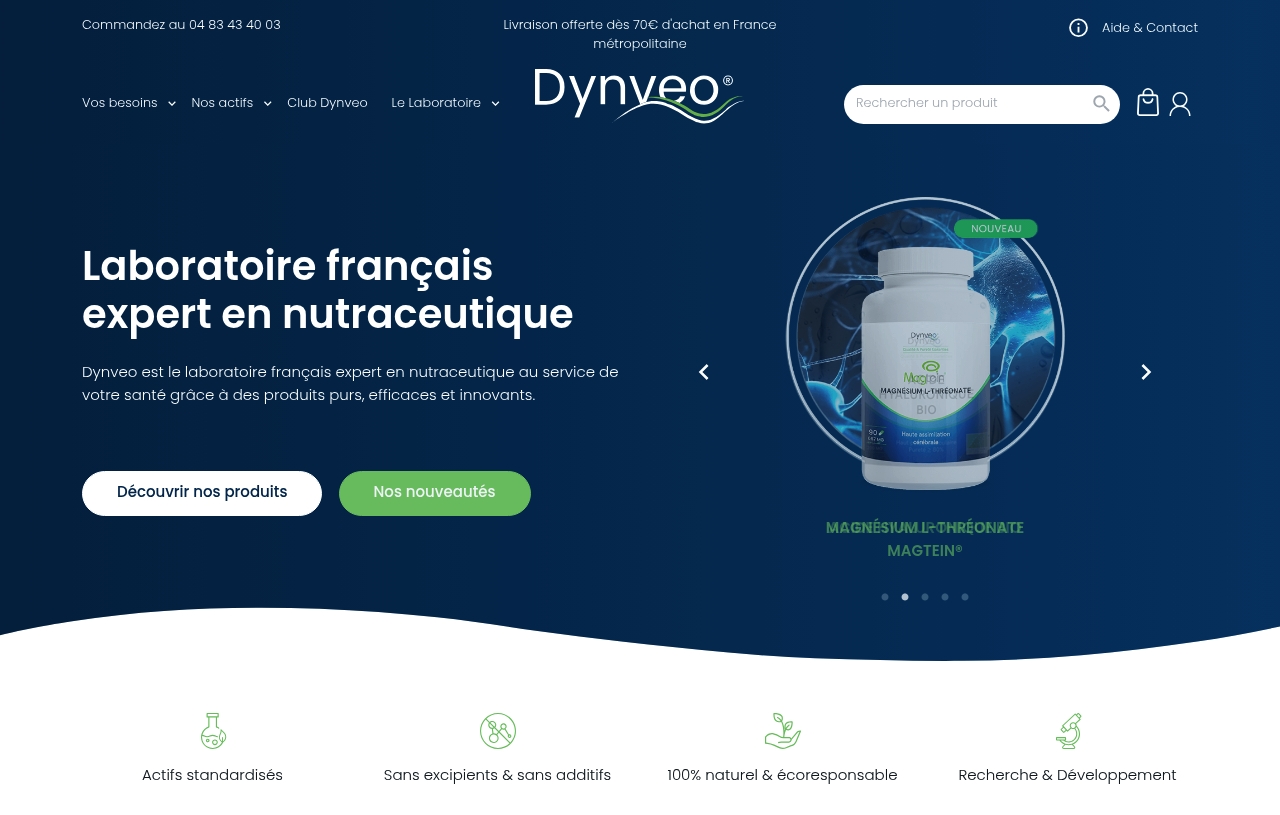 Commandez au 04 83 43 40 03
Livraison offerte dès 70€ d'achat en France
métropolitaine
Aide & Contact
Vos besoins
Nos actifs
Club Dynveo
Le Laboratoire
Dynveo®
Rechercher un produit
NOUVEAU
Laboratoire français
expert en nutraceutique
Dynveo est le laboratoire français expert en nutraceutique au service de
votre santé grâce à des produits purs, efficaces et innovants.
Découvrir nos produits
Nos nouveautés
Dynveo
Magtein
MAGNÉSIUM L-THRÉONATE
HYALURONIQUE
BIO
90
Haute assimilation
cérébrale
MAGNÉSIUM L-THRÉONATE
MAGTEIN®
Actifs standardisés
Sans excipients & sans additifs
100% naturel & écoresponsable
Recherche & Développement